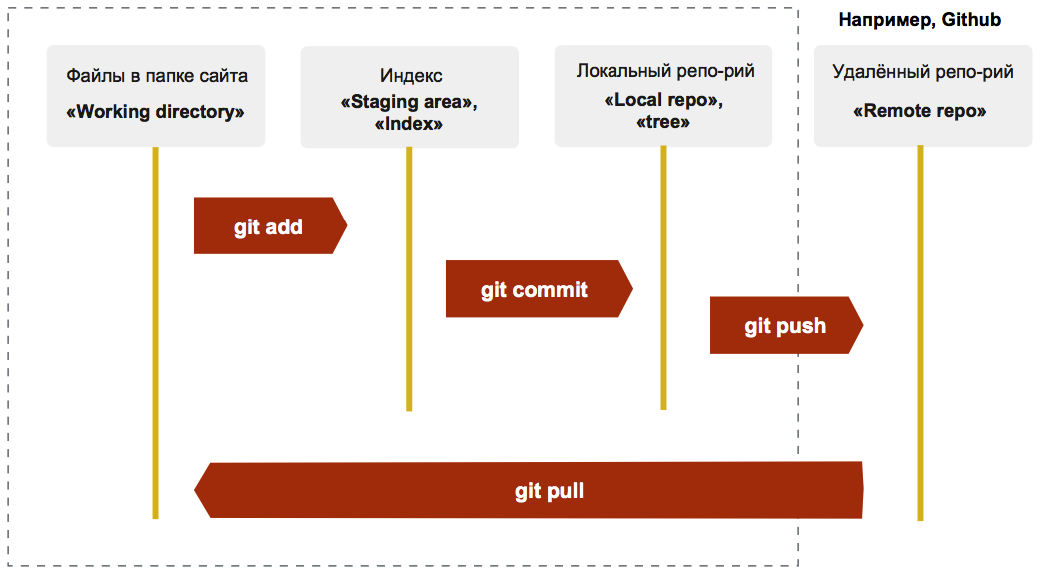 Например, Github
Файлы в папке сайта
«Working directory»
Индекс
«Staging area»,
«Index»
Локальный репо-рий
«Local repo»,
«tree»
Удалённый репо-рий
«Remote repo»
git add
git commit
git push
git pull